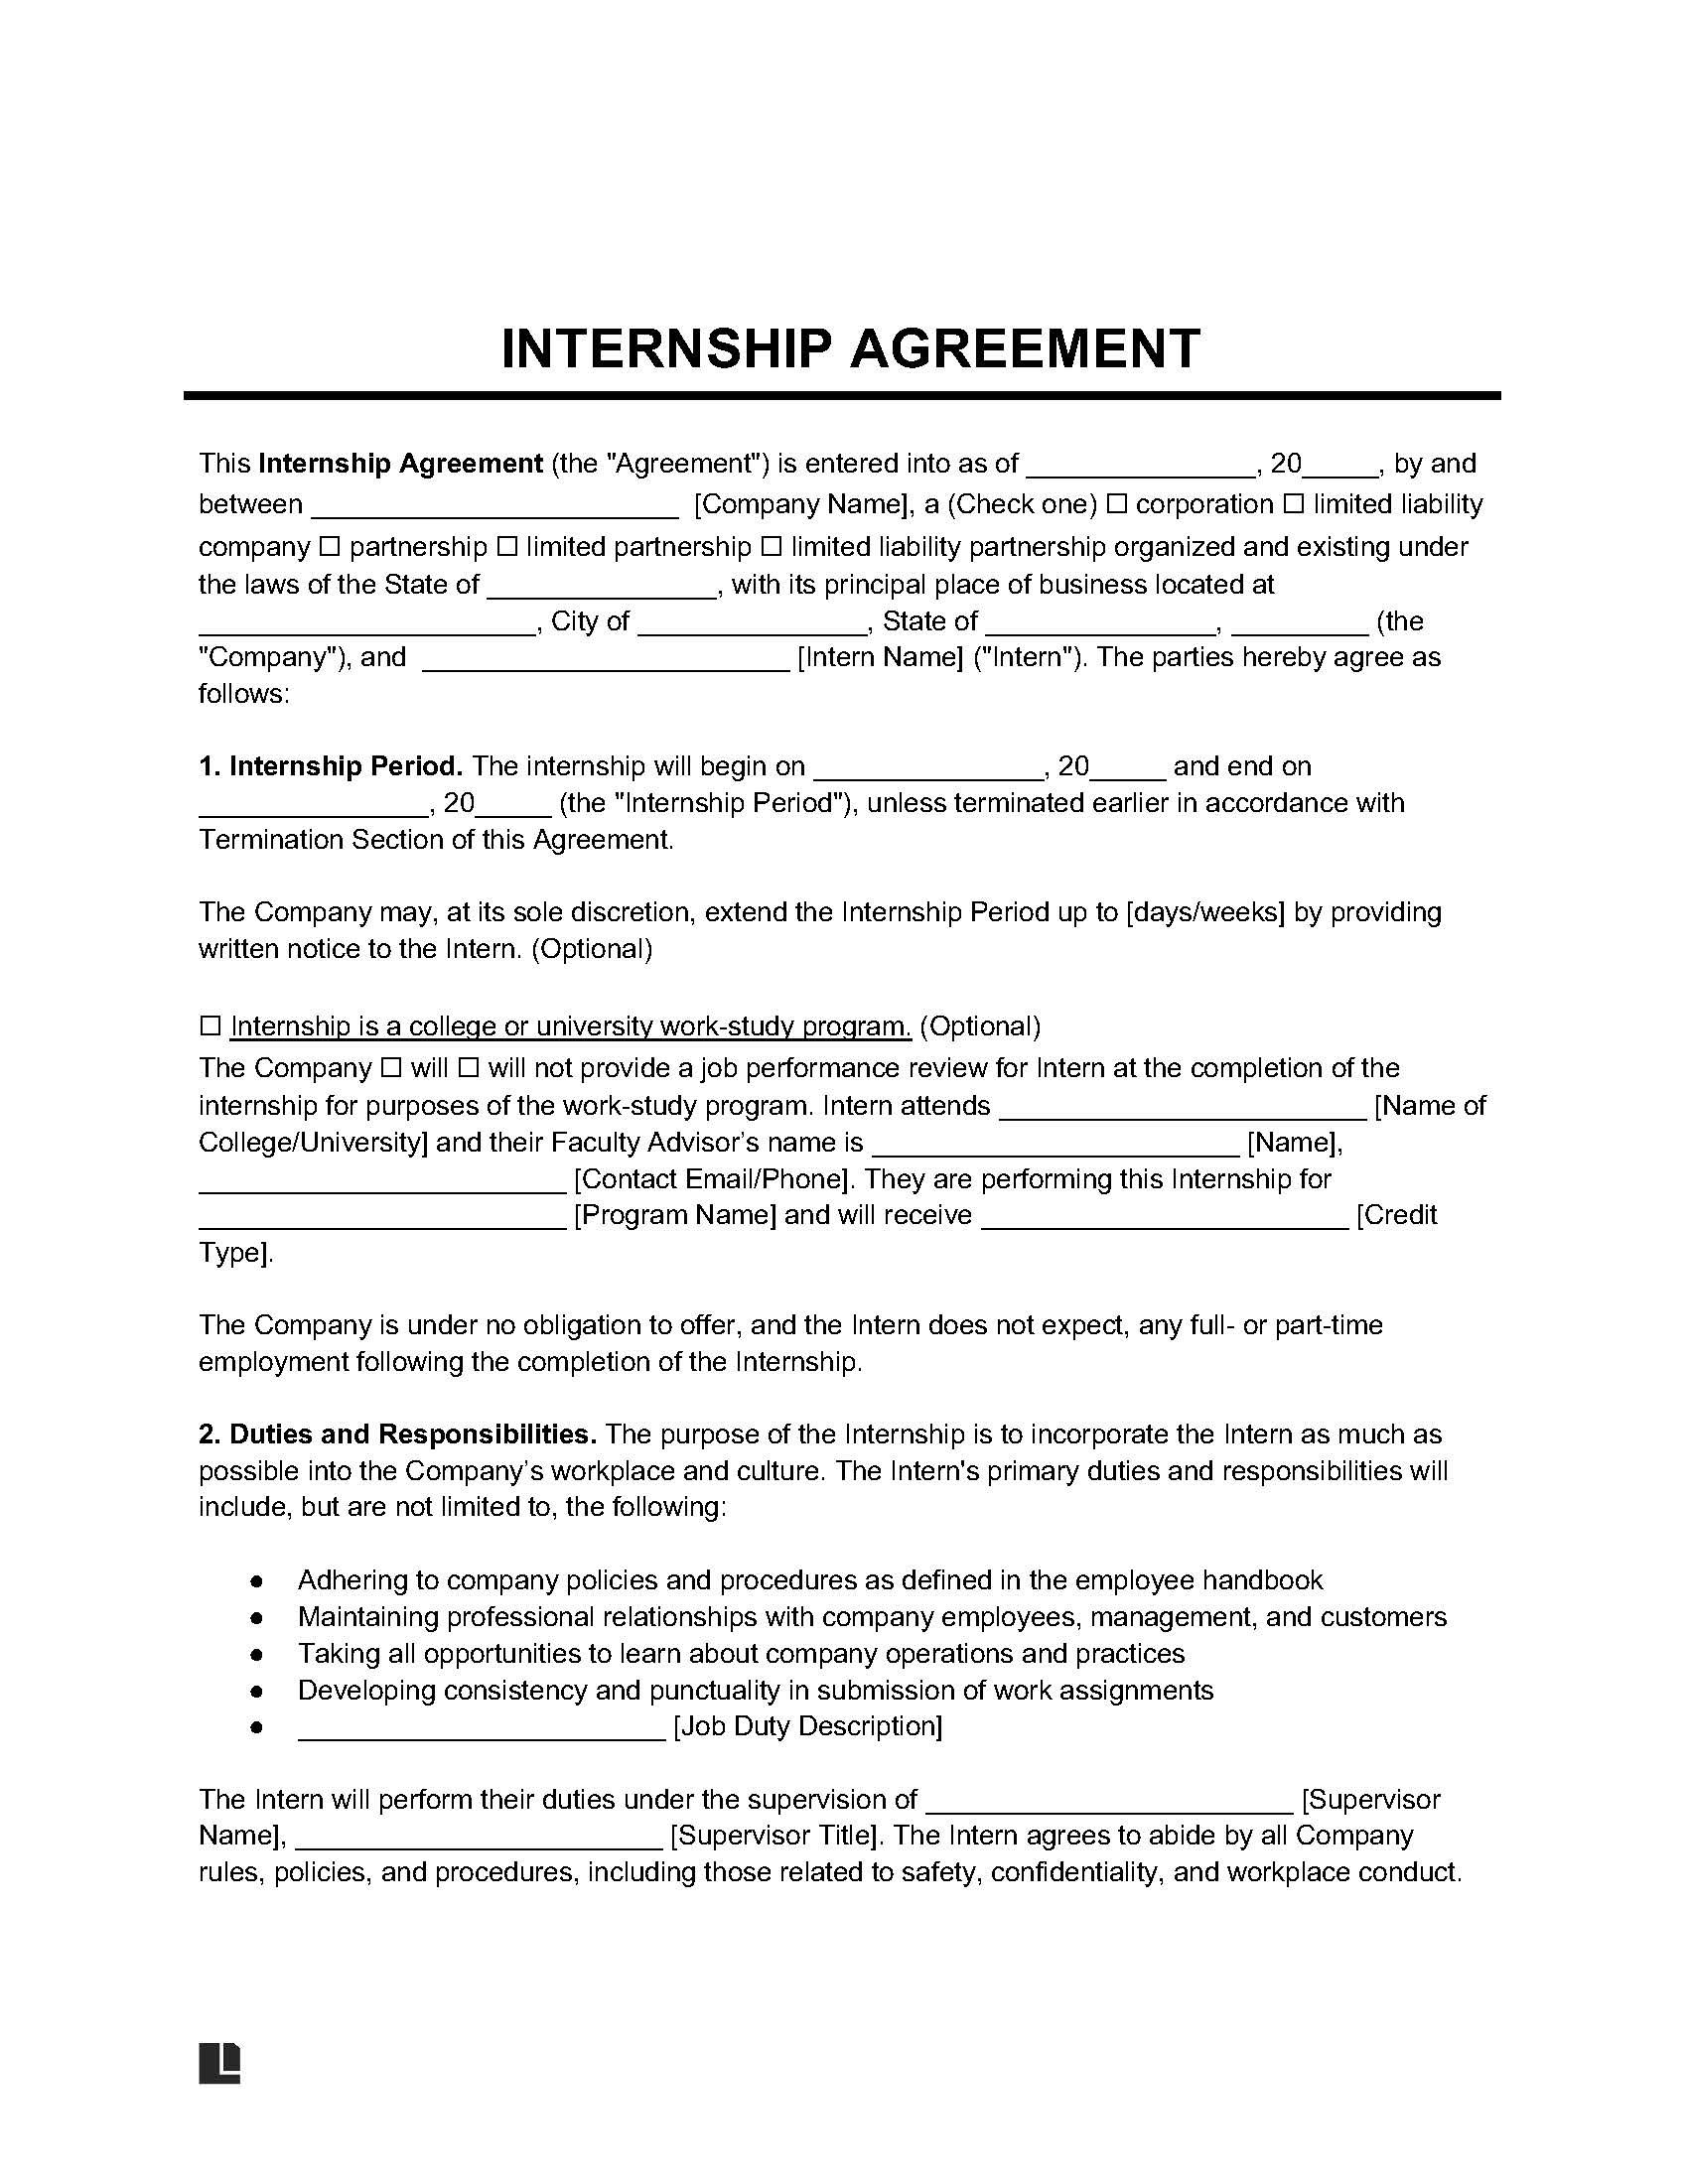 INTERNSHIP AGREEMENT
This Internship Agreement (the "Agreement") is entered into as of _______________, 20_____, by and
between ________________________ [Company Name], a (Check one) ☐ corporation ☐ limited liability
company ☐ partnership ☐ limited partnership ☐ limited liability partnership organized and existing under
the laws of the State of _______________, with its principal place of business located at
______________________, City of _______________, State of _______________, _________ (the
"Company"), and ________________________ [Intern Name] ("Intern"). The parties hereby agree as
follows:
1. Internship Period. The internship will begin on _______________, 20_____ and end on
_______________, 20_____ (the "Internship Period"), unless terminated earlier in accordance with
Termination Section of this Agreement.
The Company may, at its sole discretion, extend the Internship Period up to [days/weeks] by providing
written notice to the Intern. (Optional)
☐ Internship is a college or university work-study program. (Optional)
The Company ☐ will ☐ will not provide a job performance review for Intern at the completion of the
internship for purposes of the work-study program. Intern attends ________________________ [Name of
College/University] and their Faculty Advisor’s name is ________________________ [Name],
________________________ [Contact Email/Phone]. They are performing this Internship for
________________________ [Program Name] and will receive ________________________ [Credit
Type].
The Company is under no obligation to offer, and the Intern does not expect, any full- or part-time
employment following the completion of the Internship.
2. Duties and Responsibilities. The purpose of the Internship is to incorporate the Intern as much as
possible into the Company’s workplace and culture. The Intern's primary duties and responsibilities will
include, but are not limited to, the following:
● Adhering to company policies and procedures as defined in the employee handbook
● Maintaining professional relationships with company employees, management, and customers
● Taking all opportunities to learn about company operations and practices
● Developing consistency and punctuality in submission of work assignments
● ________________________ [Job Duty Description]
The Intern will perform their duties under the supervision of ________________________ [Supervisor
Name], ________________________ [Supervisor Title]. The Intern agrees to abide by all Company
rules, policies, and procedures, including those related to safety, confidentiality, and workplace conduct.